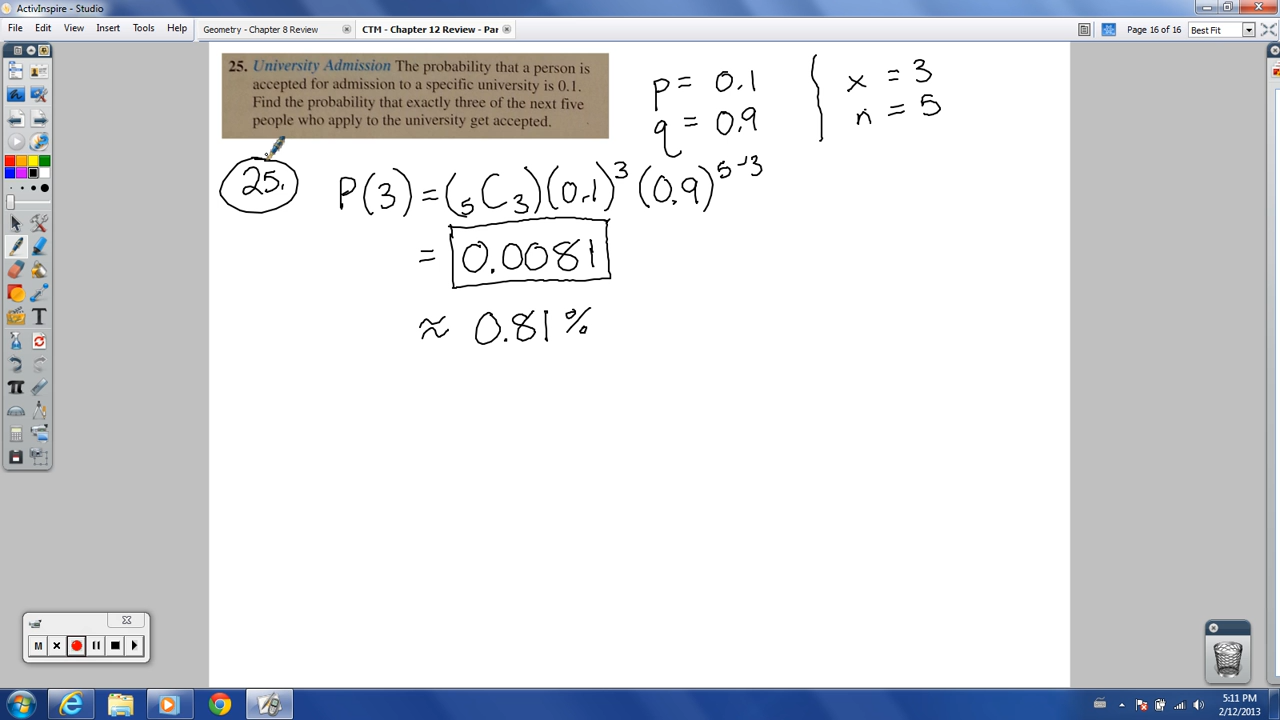 ActivInspire - Studio
File Edit View Insert Tools Help
Geometry - Chapter 8 Review
CTM - Chapter 12 Review - Par
Page 16 of 16
Best Fit
25. University Admission The probability that a person is
accepted for admission to a specific university is 0.1.
Find the probability that exactly three of the next five
people who apply to the university get accepted.
p = 0.1
q = 0.9
x = 3
n = 5
25. P(3) = (₅C₃)(0.1)³(0.9)⁵⁻³
= 0.0081
≈ 0.81%
M
5:11 PM
2/12/2013